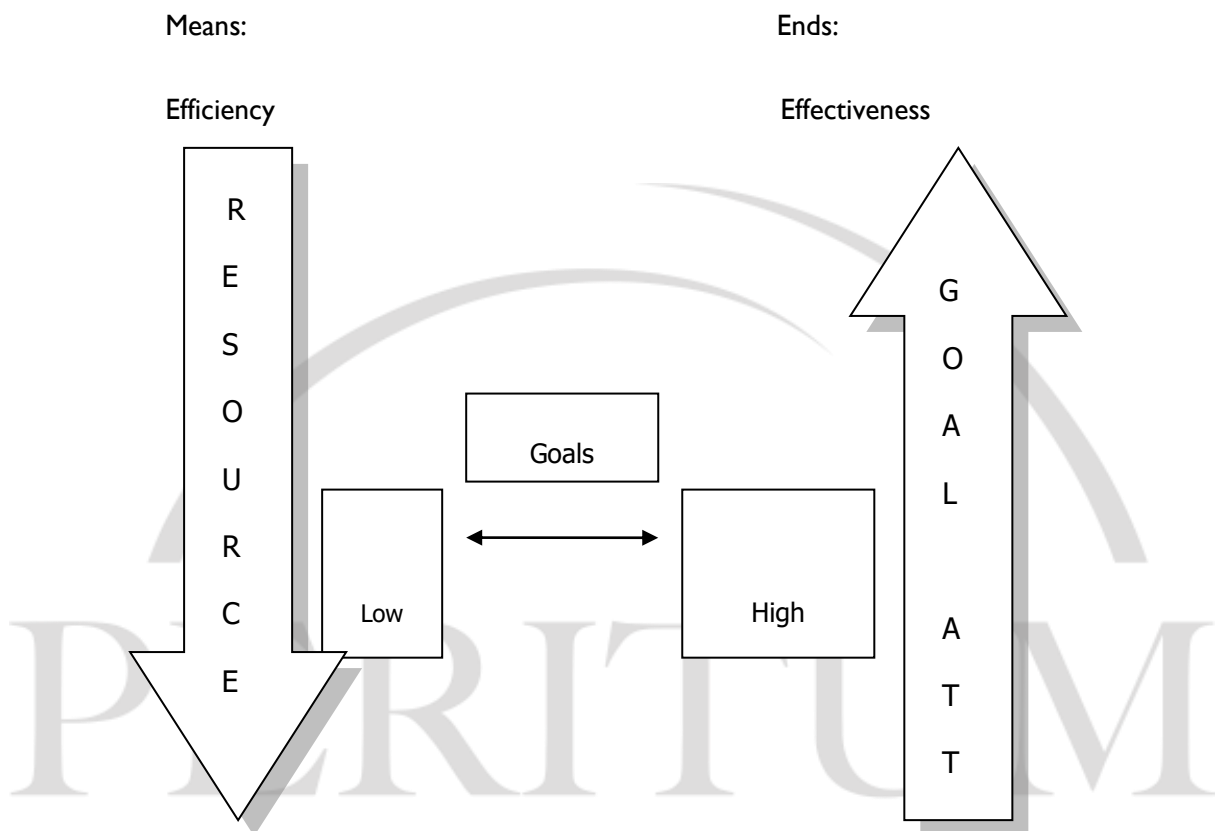 Means:
Ends:
Efficiency
Effectiveness
R
E
S
O
U
R
C
E
Goals
Low
High
G
O
A
L
A
T
T
PERITUM